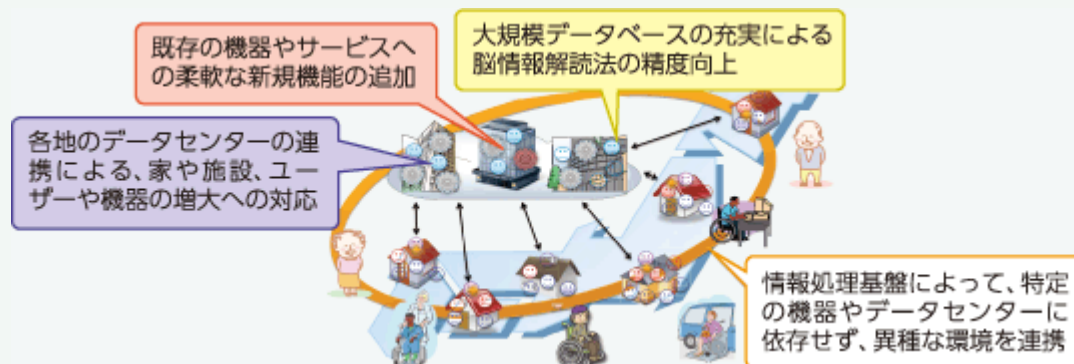 既存の機器やサービスへ
の柔軟な新規機能の追加
大規模データベースの充実による
脳情報解読法の精度向上
各地のデータセンターの連
携による、家や施設、ユー
ザーや機器の増大への対応
情報処理基盤によって、特定
の機器やデータセンターに
依存せず、異種な環境を連携